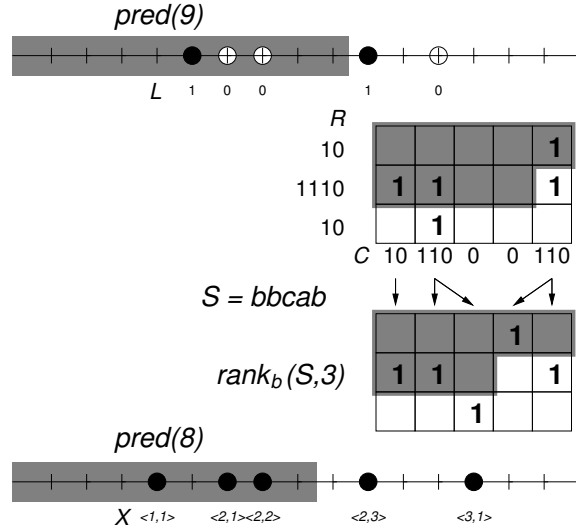 pred(9)
L 1 0 0 1 0
R
10 1
1110 1 1 1
10 1
C 10 110 0 0 110
S = bbcab
1
rank_b(S,3) 1 1 1
1
pred(8)
X <1,1> <2,1><2,2> <2,3> <3,1>